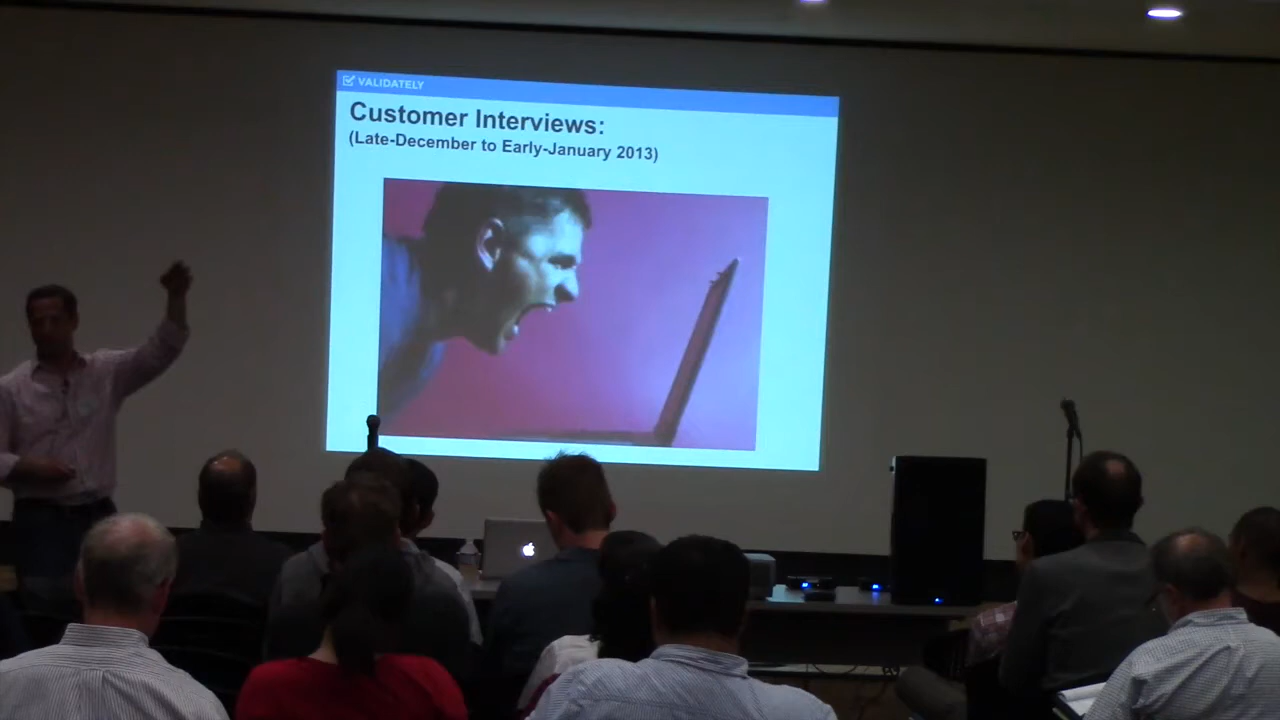 VALIDATELY
Customer Interviews:
(Late-December to Early-January 2013)